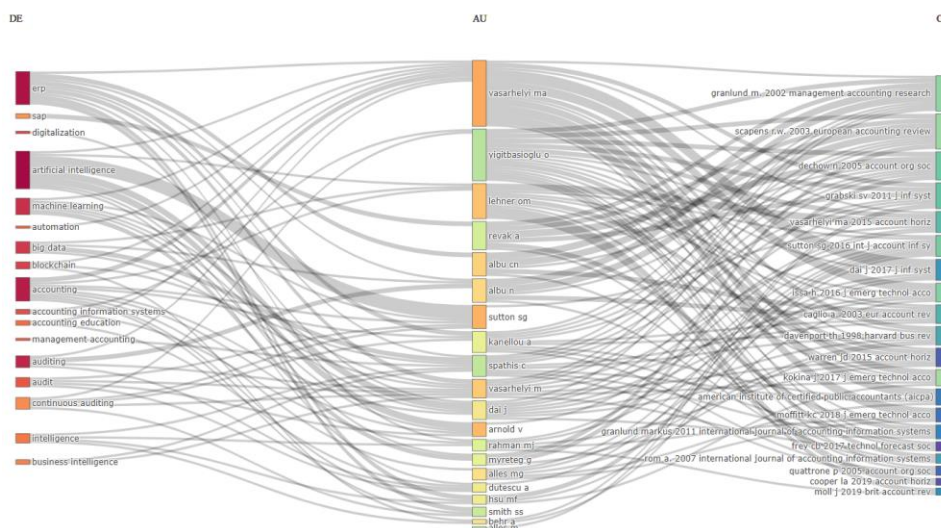 DE
AU
C
erp
sap
digitalization
artificial intelligence
machine learning
automation
big data
blockchain
accounting
accounting information systems
accounting education
management accounting
auditing
audit
continuous auditing
intelligence
business intelligence
vasarhelyi ma
yigitbasioglu o
lehner om
revak a
albu cn
albu n
sutton sg
kanellou a
spathis c
vasarhelyi m
dai j
arnold v
rahman mj
myreteg g
alles mg
dutescu a
hsu mf
smith ss
behr a
alles m
granlund m. 2002 management accounting research
scapens r.w. 2003 european accounting review
dechow n 2005 account org soc
grabski sv 2011 j inf syst
vasarhelyi ma 2015 account horiz
sutton sg 2016 int j account inf sy
dai j 2017 j inf syst
issa h 2016 j emerg technol acco
caglio a. 2003 eur account rev
davenport th 1998 harvard bus rev
warren jd 2015 account horiz
kokina j 2017 j emerg technol acco
american institute of certified public accountants (aicpa)
moffitt kc 2018 j emerg technol acco
granlund markus 2011 international journal of accounting information systems
frey cb 2017 technol forecast soc
rom a. 2007 international journal of accounting information systems
quattrone p 2005 account org soc
cooper la 2019 account horiz
moll j 2019 brit account rev